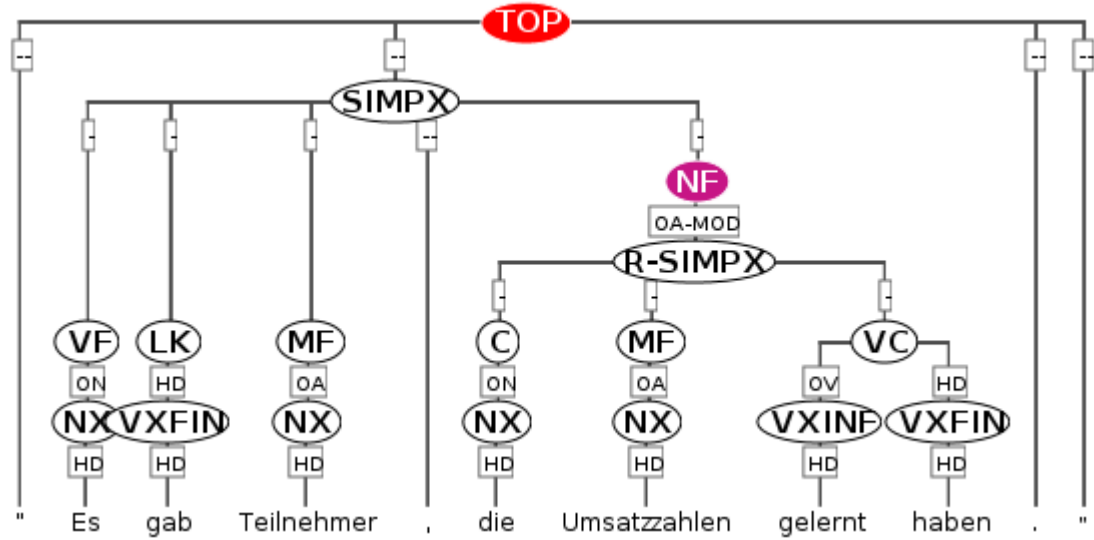 TOP
-- -- -- --
SIMPX
- - - -- -
NF
OA-MOD
R-SIMPX
- - -
VF LK MF C MF VC
ON HD OA ON OA OV HD
NX VXFIN NX NX NX VXINF VXFIN
HD HD HD HD HD HD HD
" Es gab Teilnehmer , die Umsatzzahlen gelernt haben . "